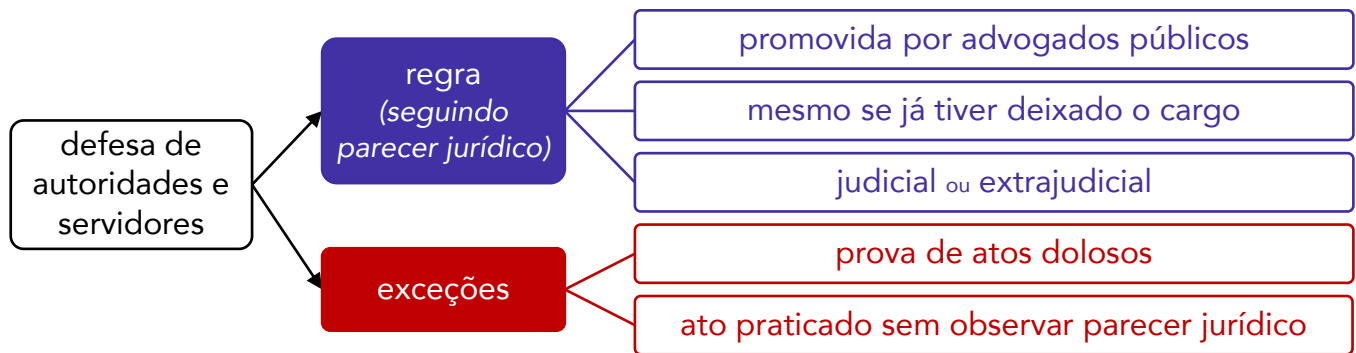 defesa de
autoridades e
servidores
regra
(seguindo
parecer jurídico)
promovida por advogados públicos
mesmo se já tiver deixado o cargo
judicial ou extrajudicial
exceções
prova de atos dolosos
ato praticado sem observar parecer jurídico